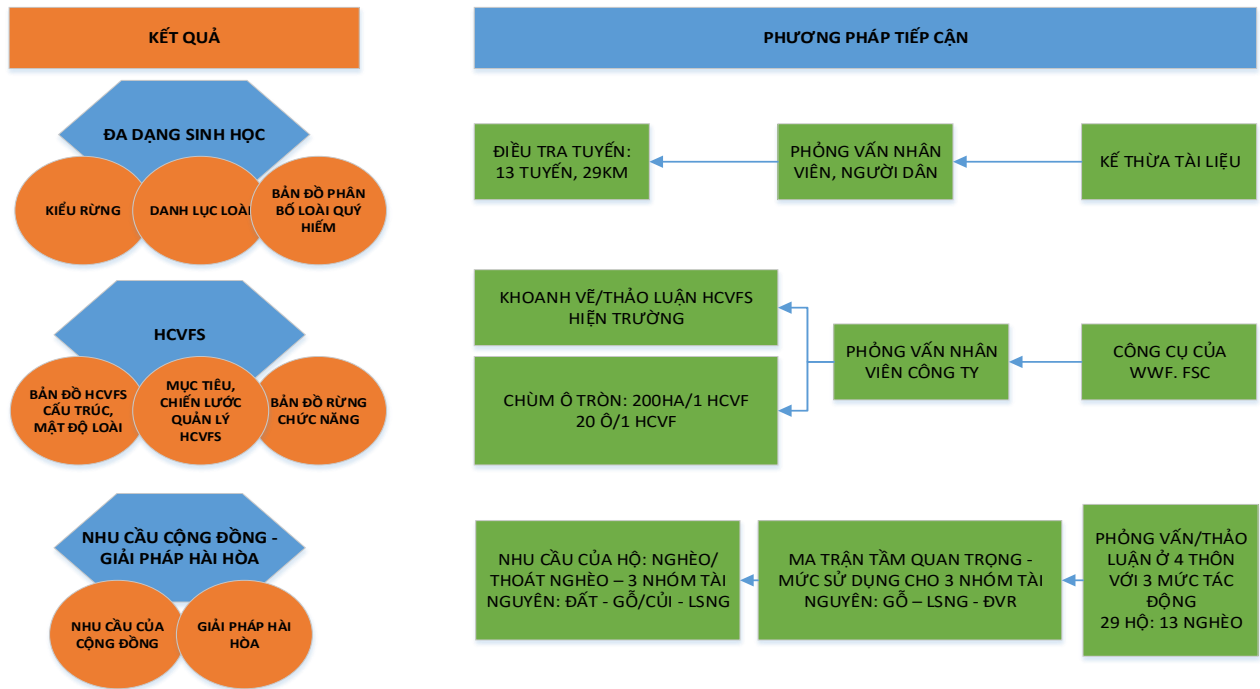 KẾT QUẢ
PHƯƠNG PHÁP TIẾP CẬN
ĐA DẠNG SINH HỌC
KIỂU RỪNG
DANH LỤC LOÀI
BẢN ĐỒ PHÂN
BỐ LOÀI QUÝ
HIẾM
ĐIỀU TRA TUYẾN:
13 TUYẾN, 29KM
PHỎNG VẤN NHÂN
VIÊN, NGƯỜI DÂN
KẾ THỪA TÀI LIỆU
HCVFS
BẢN ĐỒ HCVFS
CẤU TRÚC,
MẬT ĐỘ LOÀI
MỤC TIÊU,
CHIẾN LƯỚC
QUẢN LÝ
HCVFS
BẢN ĐỒ RỪNG
CHỨC NĂNG
KHOANH VẼ/THẢO LUẬN HCVFS
HIỆN TRƯỜNG
CHÙM Ô TRÒN: 200HA/1 HCVF
20 Ô/1 HCVF
PHỎNG VẤN NHÂN
VIÊN CÔNG TY
CÔNG CỤ CỦA
WWF. FSC
NHU CẦU CỘNG ĐỒNG -
GIẢI PHÁP HÀI HÒA
NHU CẦU CỦA
CỘNG ĐỒNG
GIẢI PHÁP HÀI
HÒA
NHU CẦU CỦA HỘ: NGHÈO/
THOÁT NGHÈO – 3 NHÓM TÀI
NGUYÊN: ĐẤT - GỖ/CỦI - LSNG
MA TRẬN TẦM QUAN TRỌNG -
MỨC SỬ DỤNG CHO 3 NHÓM TÀI
NGUYÊN: GỖ – LSNG - ĐVR
PHỎNG VẤN/THẢO
LUẬN Ở 4 THÔN
VỚI 3 MỨC TÁC
ĐỘNG
29 HỘ: 13 NGHÈO